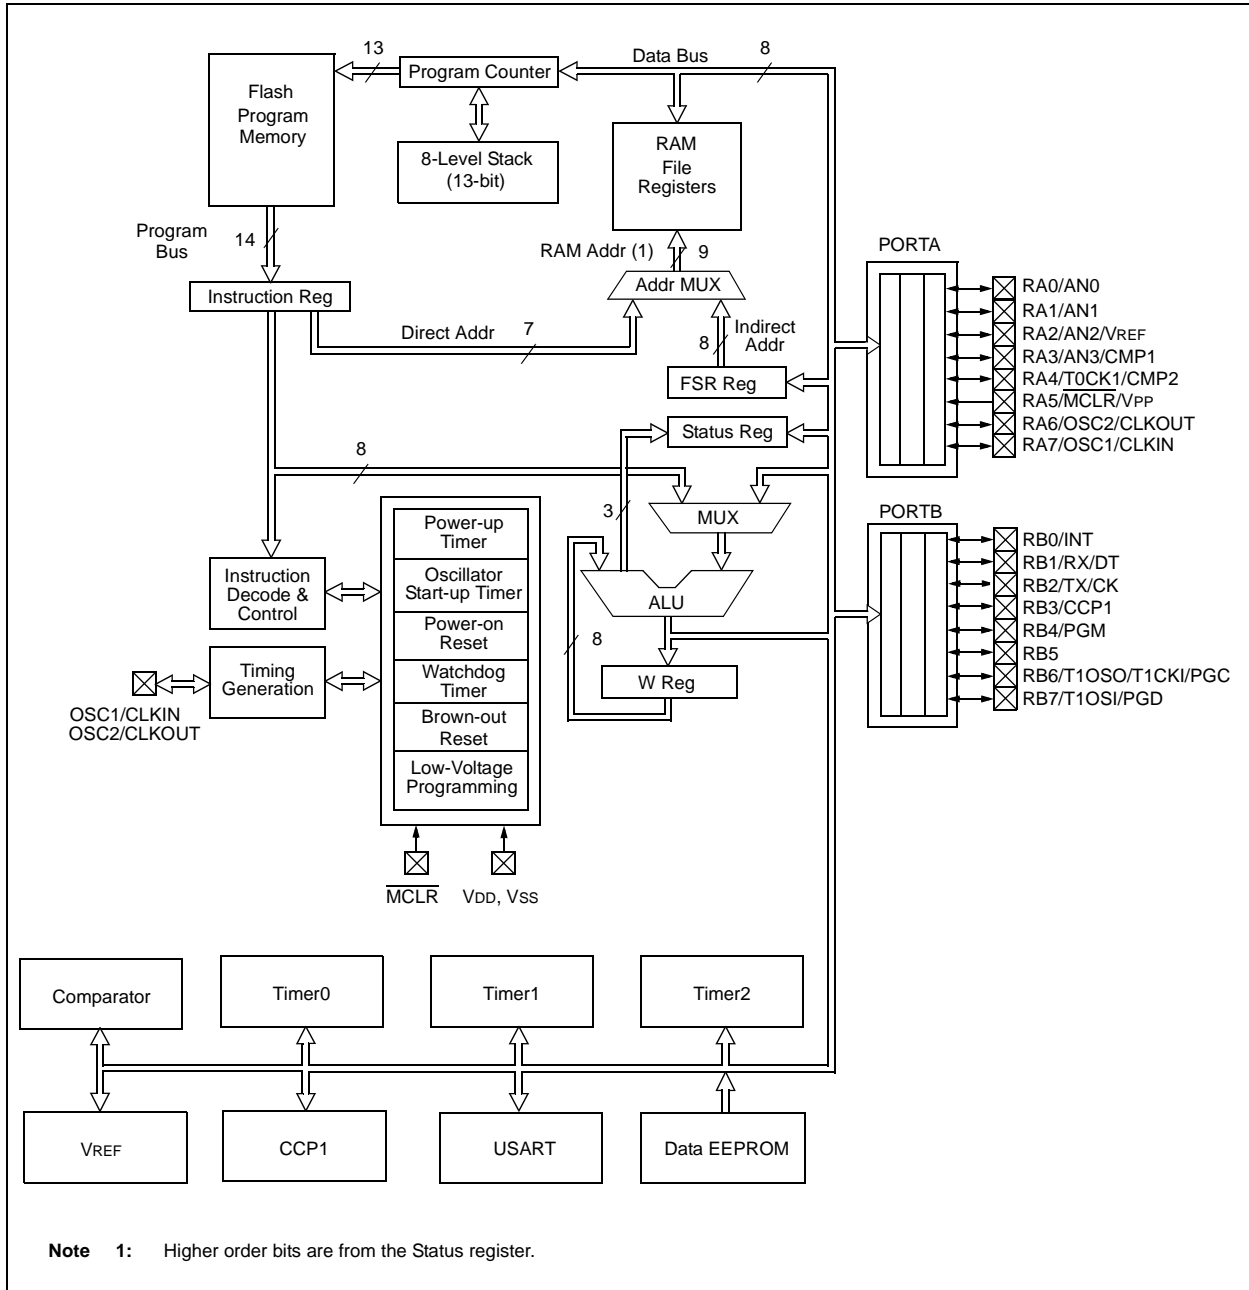 13
Program Counter
Data Bus
8
Flash
Program
Memory
8-Level Stack
(13-bit)
RAM
File
Registers
Program
Bus
14
RAM Addr (1)
9
Addr MUX
Instruction Reg
Direct Addr
7
8
Indirect
Addr
FSR Reg
Status Reg
8
3
MUX
Power-up
Timer
Oscillator
Start-up Timer
Power-on
Reset
Watchdog
Timer
Brown-out
Reset
Low-Voltage
Programming
Instruction
Decode &
Control
Timing
Generation
OSC1/CLKIN
OSC2/CLKOUT
ALU
8
W Reg
MCLR
VDD, VSS
PORTA
RA0/AN0
RA1/AN1
RA2/AN2/VREF
RA3/AN3/CMP1
RA4/T0CK1/CMP2
RA5/MCLR/VPP
RA6/OSC2/CLKOUT
RA7/OSC1/CLKIN
PORTB
RB0/INT
RB1/RX/DT
RB2/TX/CK
RB3/CCP1
RB4/PGM
RB5
RB6/T1OSO/T1CKI/PGC
RB7/T1OSI/PGD
Comparator
Timer0
Timer1
Timer2
VREF
CCP1
USART
Data EEPROM
Note 1: Higher order bits are from the Status register.